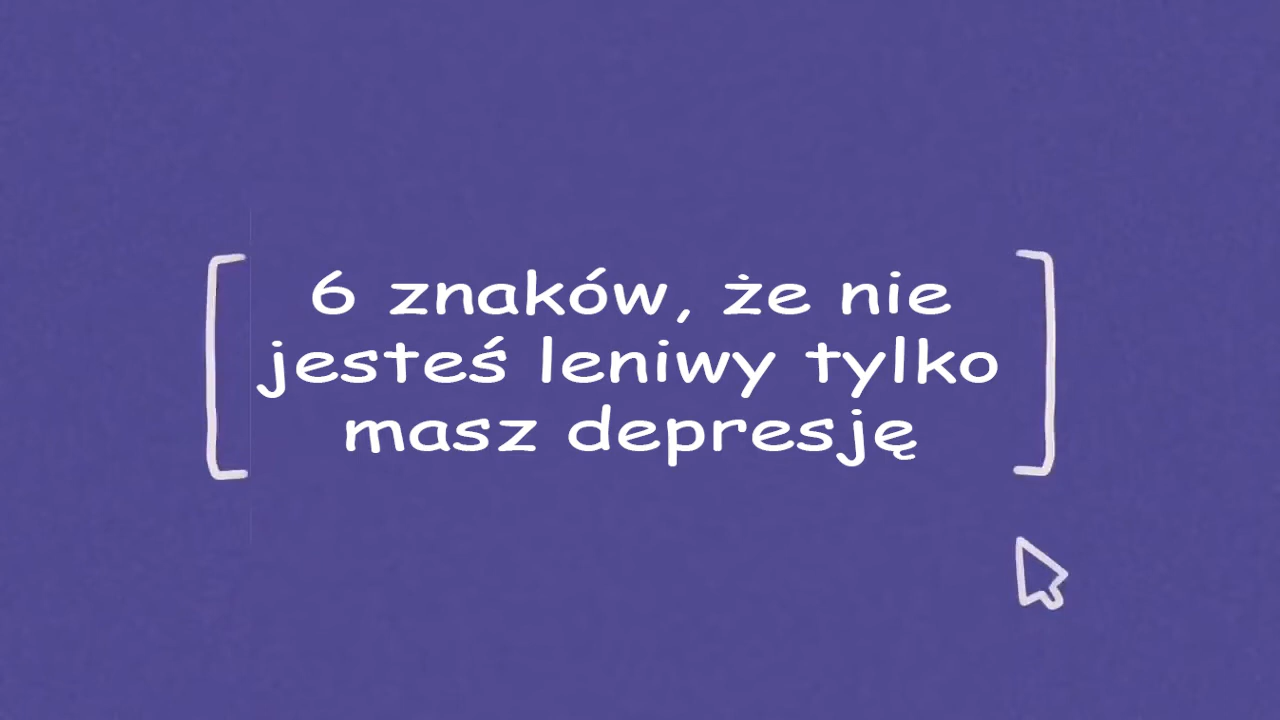 6 znaków, że nie
jesteś leniwy tylko
masz depresję